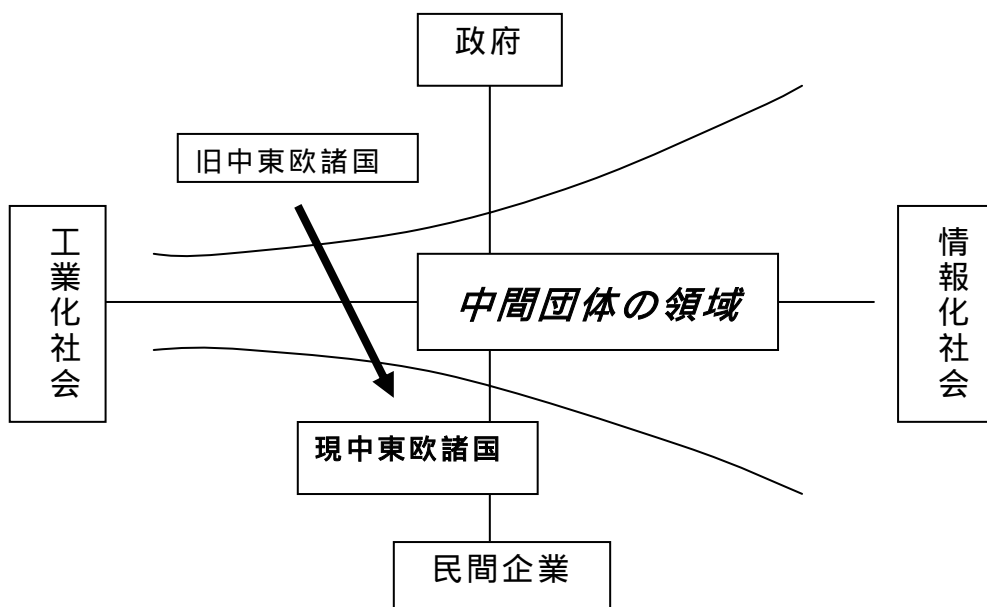 政府
旧中東欧諸国
工業化社会
中間団体の領域
情報化社会
現中東欧諸国
民間企業